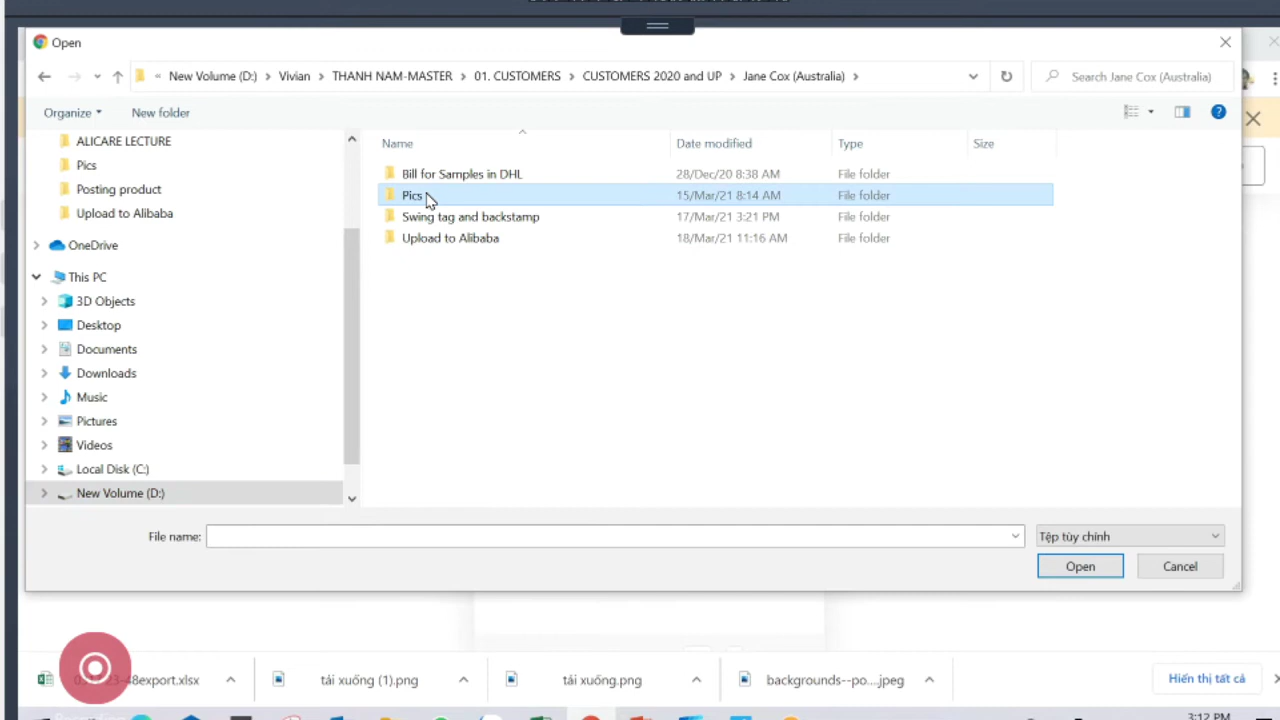 Open
« New Volume (D:) › Vivian › THANH NAM-MASTER › 01. CUSTOMERS › CUSTOMERS 2020 and UP › Jane Cox (Australia) ›
Search Jane Cox (Australia)
Organize
New folder
ALICARE LECTURE
Pics
Posting product
Upload to Alibaba
OneDrive
This PC
3D Objects
Desktop
Documents
Downloads
Music
Pictures
Videos
Local Disk (C:)
New Volume (D:)
Name Date modified Type Size
Bill for Samples in DHL 28/Dec/20 8:38 AM File folder
Pics 15/Mar/21 8:14 AM File folder
Swing tag and backstamp 17/Mar/21 3:21 PM File folder
Upload to Alibaba 18/Mar/21 11:16 AM File folder
File name:
Tệp tùy chỉnh
Open Cancel
48export.xlsx
tải xuống (1).png
tải xuống.png
backgrounds--po....jpeg
Hiển thị tất cả
3:12 PM